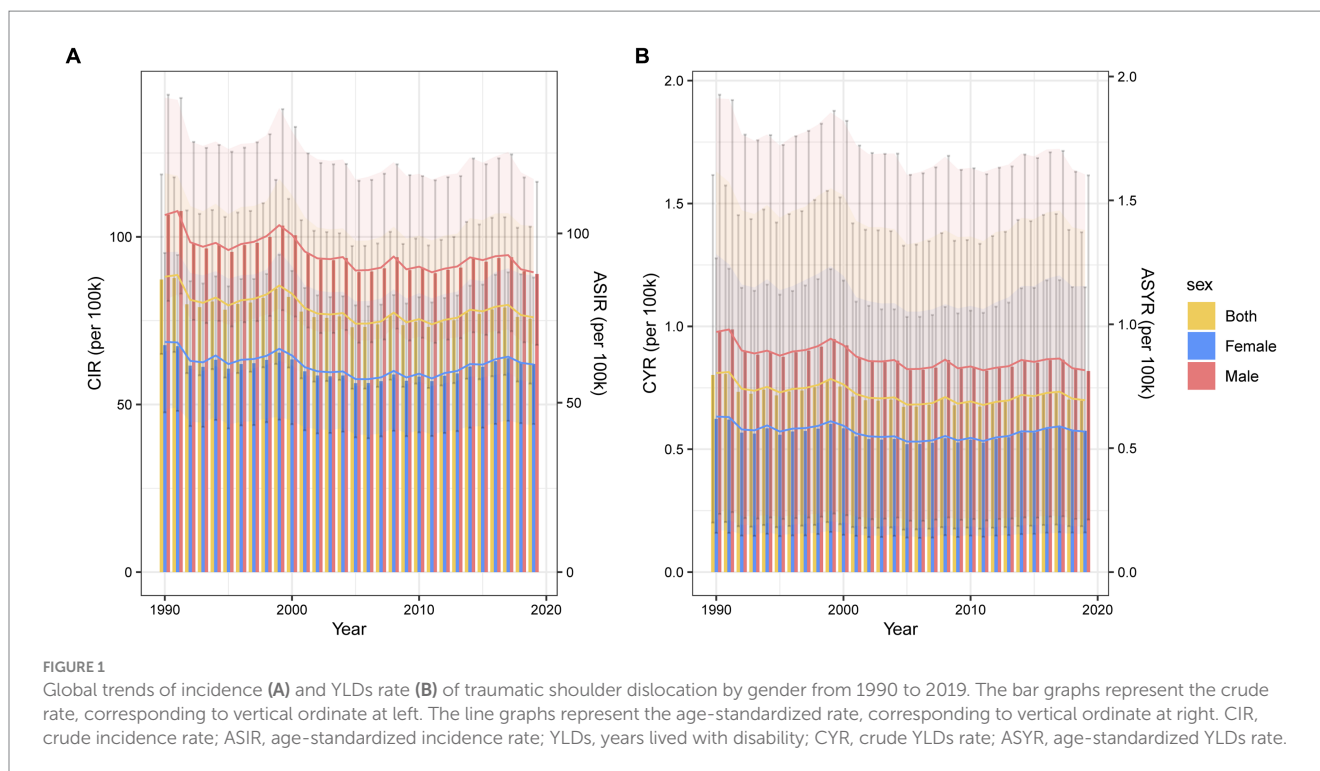 A
B
CIR (per 100k)
100
50
0
ASIR (per 100k)
100
50
0
1990
2000
2010
2020
Year
CYR (per 100k)
2.0
1.5
1.0
0.5
0.0
ASYR (per 100k)
2.0
1.5
1.0
0.5
0.0
1990
2000
2010
2020
Year
sex
Both
Female
Male
FIGURE 1
Global trends of incidence (A) and YLDs rate (B) of traumatic shoulder dislocation by gender from 1990 to 2019. The bar graphs represent the crude
rate, corresponding to vertical ordinate at left. The line graphs represent the age-standardized rate, corresponding to vertical ordinate at right. CIR,
crude incidence rate; ASIR, age-standardized incidence rate; YLDs, years lived with disability; CYR, crude YLDs rate; ASYR, age-standardized YLDs rate.